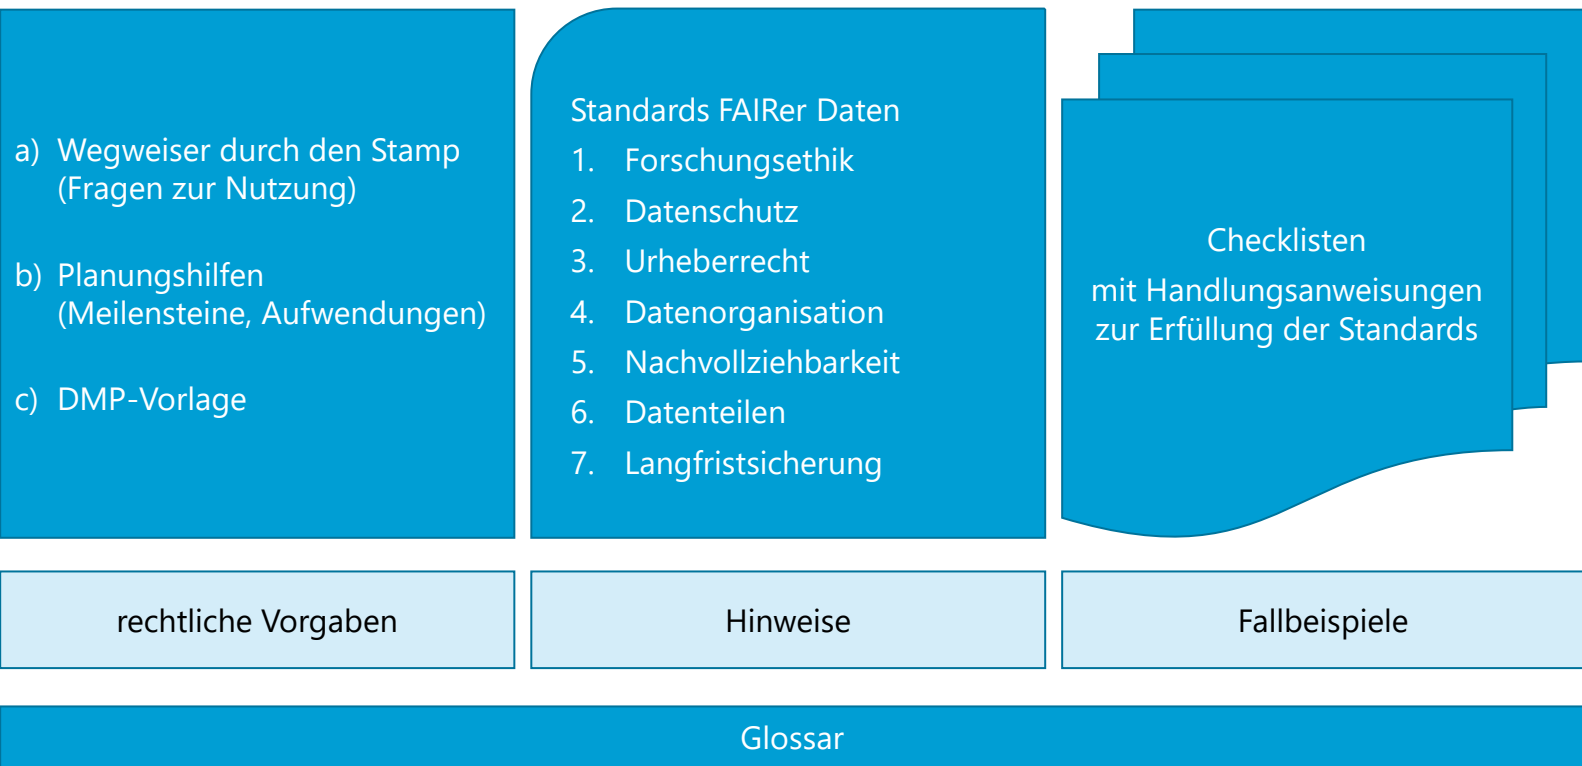 a) Wegweiser durch den Stamp
(Fragen zur Nutzung)
b) Planungshilfen
(Meilensteine, Aufwendungen)
c) DMP-Vorlage
Standards FAIRer Daten
1. Forschungsethik
2. Datenschutz
3. Urheberrecht
4. Datenorganisation
5. Nachvollziehbarkeit
6. Datenteilen
7. Langfristsicherung
Checklisten
mit Handlungsanweisungen
zur Erfüllung der Standards
rechtliche Vorgaben
Hinweise
Fallbeispiele
Glossar